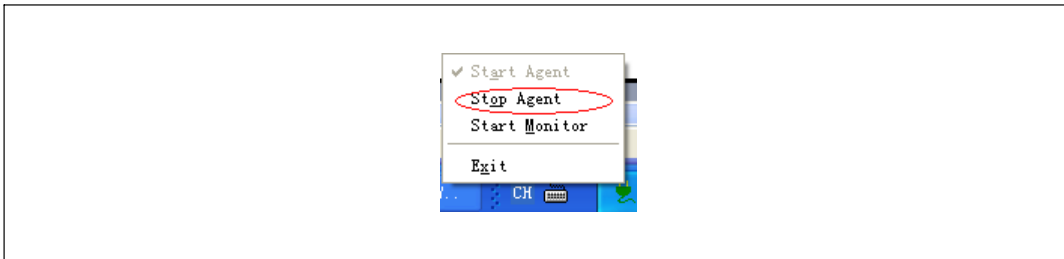 Start Agent
Stop Agent
Start Monitor
Exit
CH